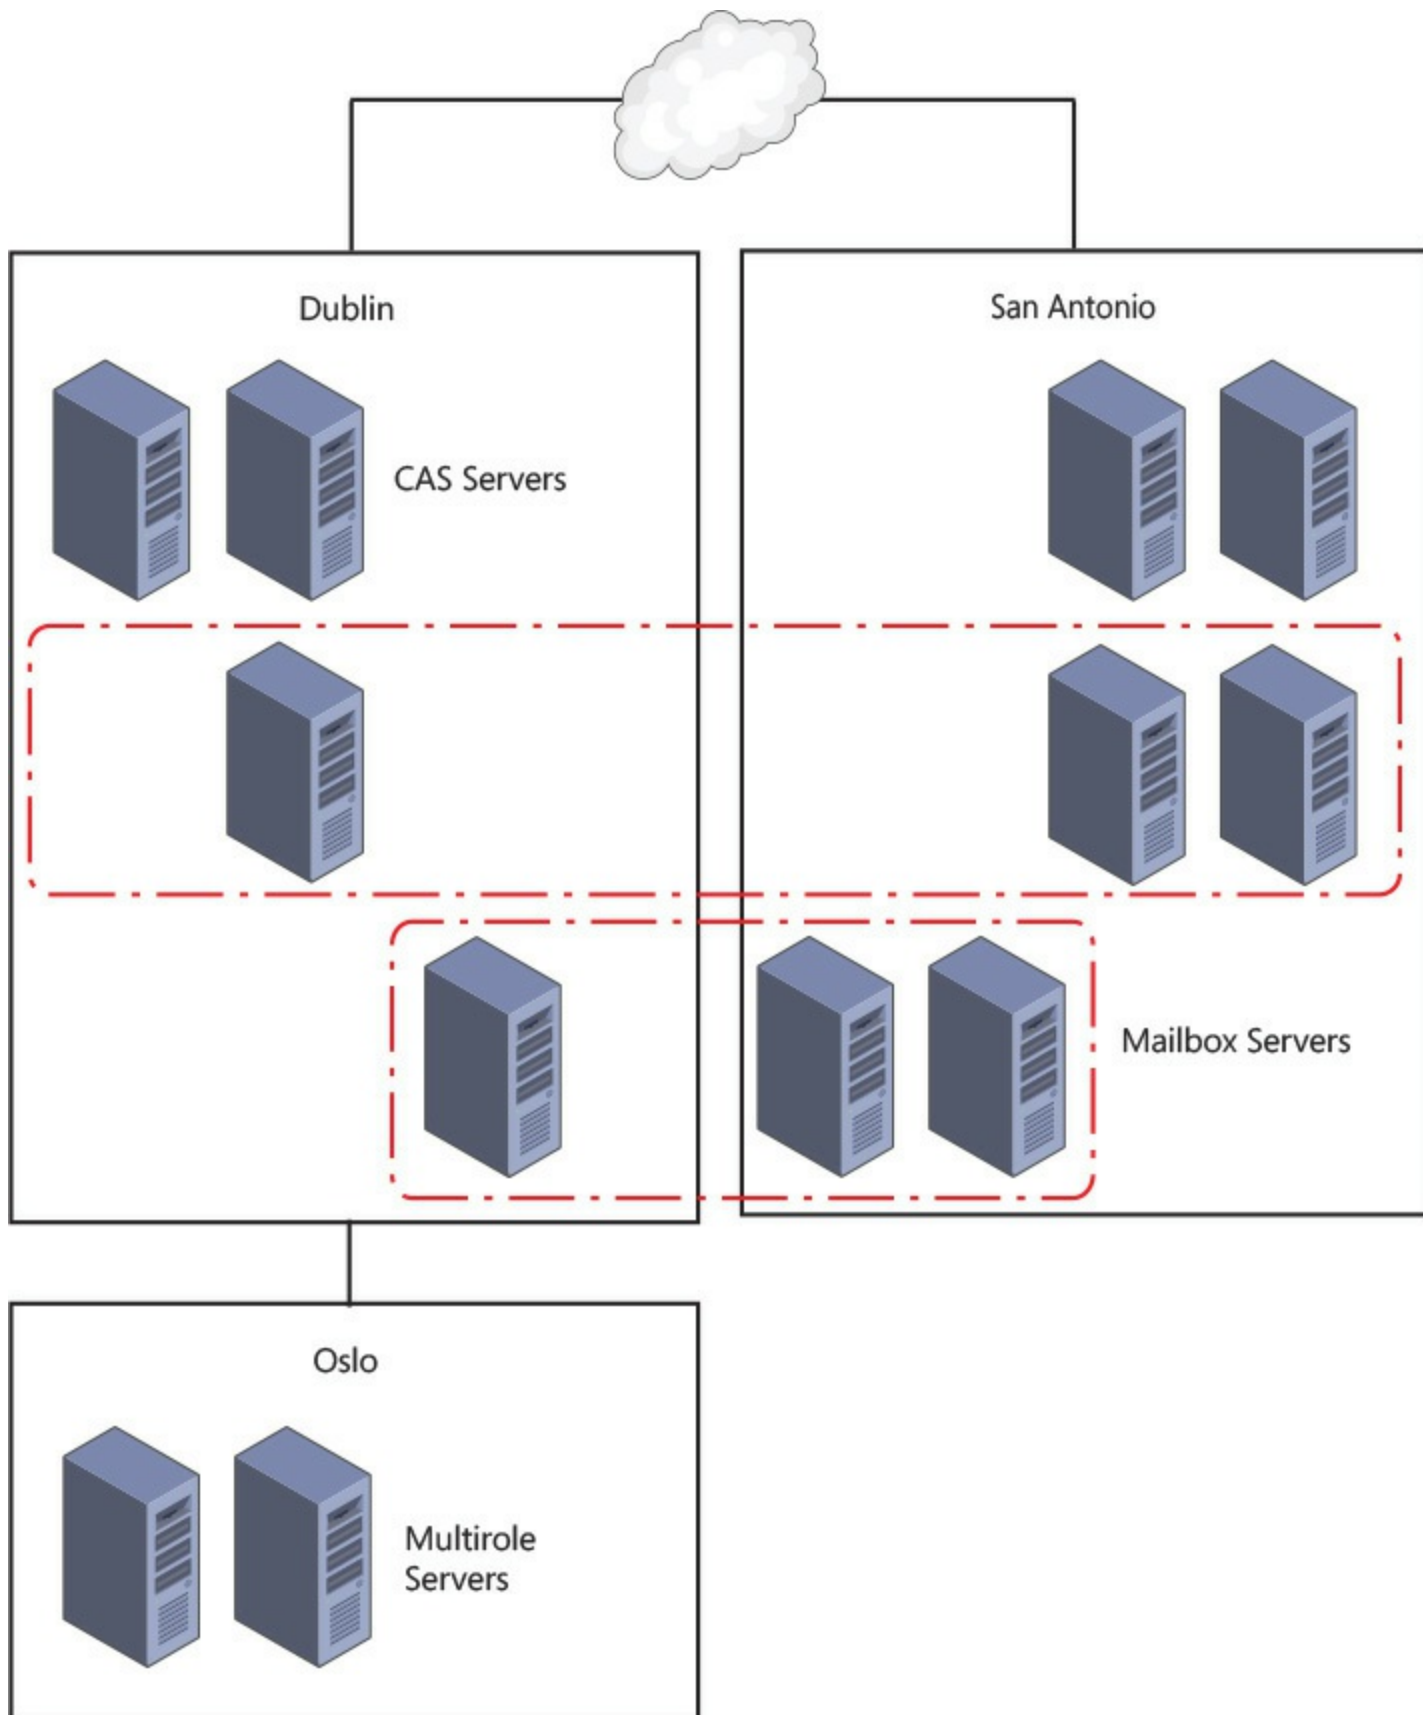 Dublin
San Antonio
CAS Servers
Mailbox Servers
Oslo
Multirole
Servers